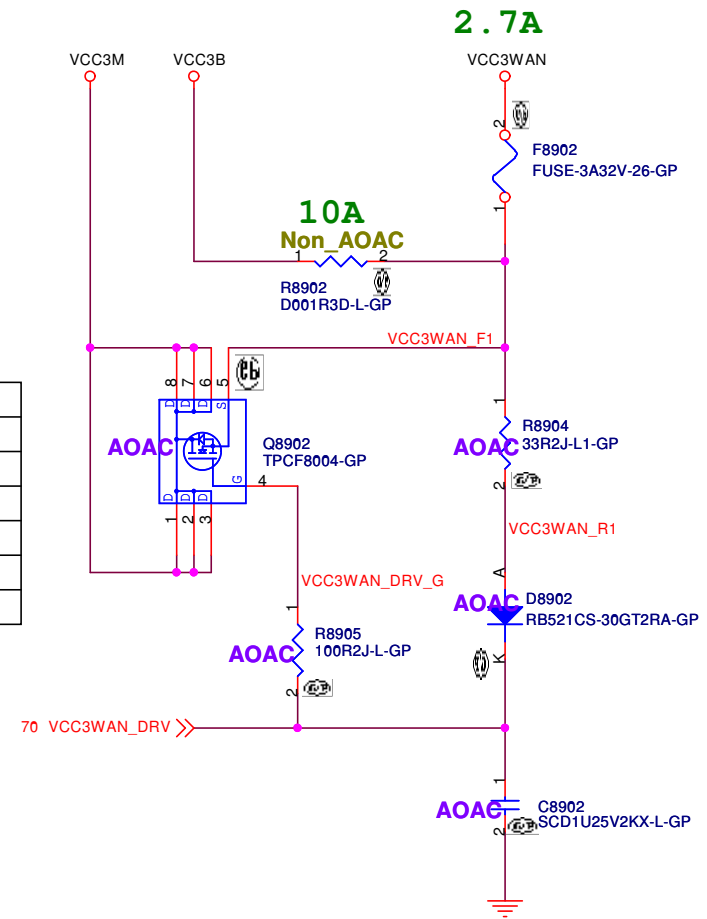 2.7A
VCC3M
VCC3B
VCC3WAN
2
F8902
FUSE-3A32V-26-GP
1
10A
Non_AOAC
1
2
R8902
D001R3D-L-GP
VCC3WAN_F1
8
7
6
5
D
D
D
S
1
R8904
33R2J-L1-GP
AOAC
2
AOAC
Q8902
TPCF8004-GP
G
4
D
D
D
1
2
3
VCC3WAN_R1
A
VCC3WAN_DRV_G
AOAC
D8902
RB521CS-30GT2RA-GP
K
1
R8905
100R2J-L-GP
AOAC
2
70 VCC3WAN_DRV
1
AOAC
C8902
SCD1U25V2KX-L-GP
2